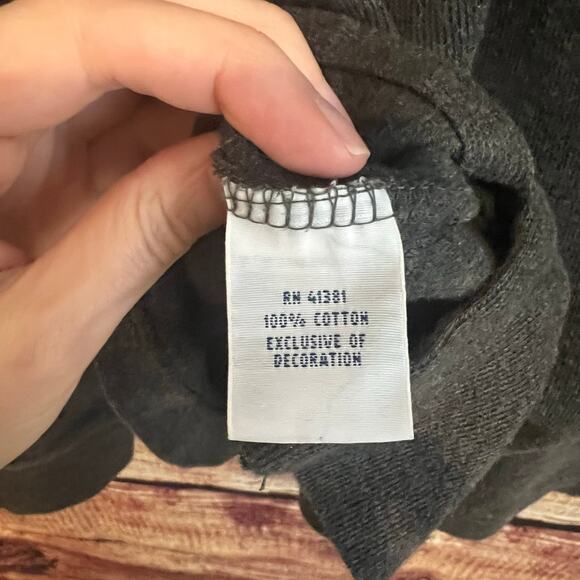 RN 41381
100% COTTON
EXCLUSIVE OF
DECORATION